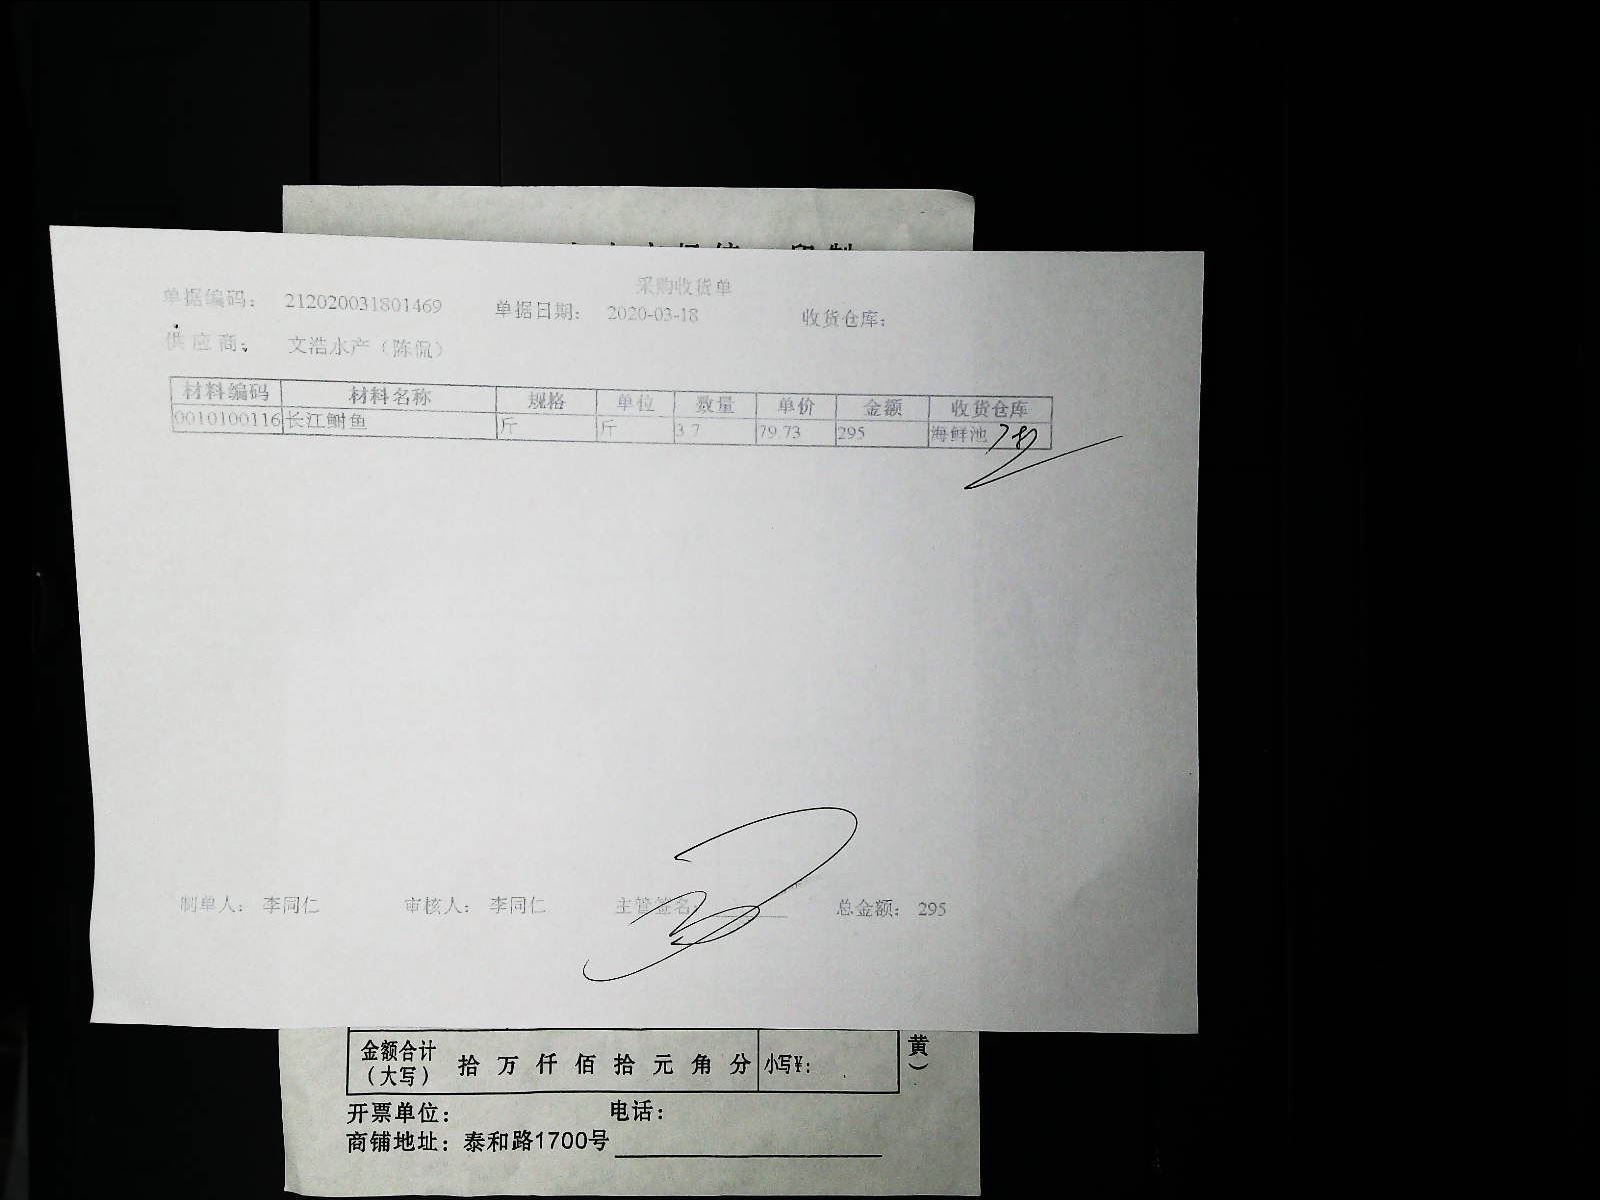 采购收货单
单据编码： 212020031801469 单据日期： 2020-03-18 收货仓库：
供应商： 文浩水产（陈侃）
材料编码 材料名称 规格 单位 数量 单价 金额 收货仓库
0010100116 长江鲥鱼 斤 斤 3.7 79.73 295 海鲜池
制单人： 李同仁 审核人： 李同仁 主管签名: 总金额： 295
黄）
金额合计（大写） 拾 万 仟 佰 拾 元 角 分 小写¥：
开票单位： 电话：
商铺地址：泰和路1700号